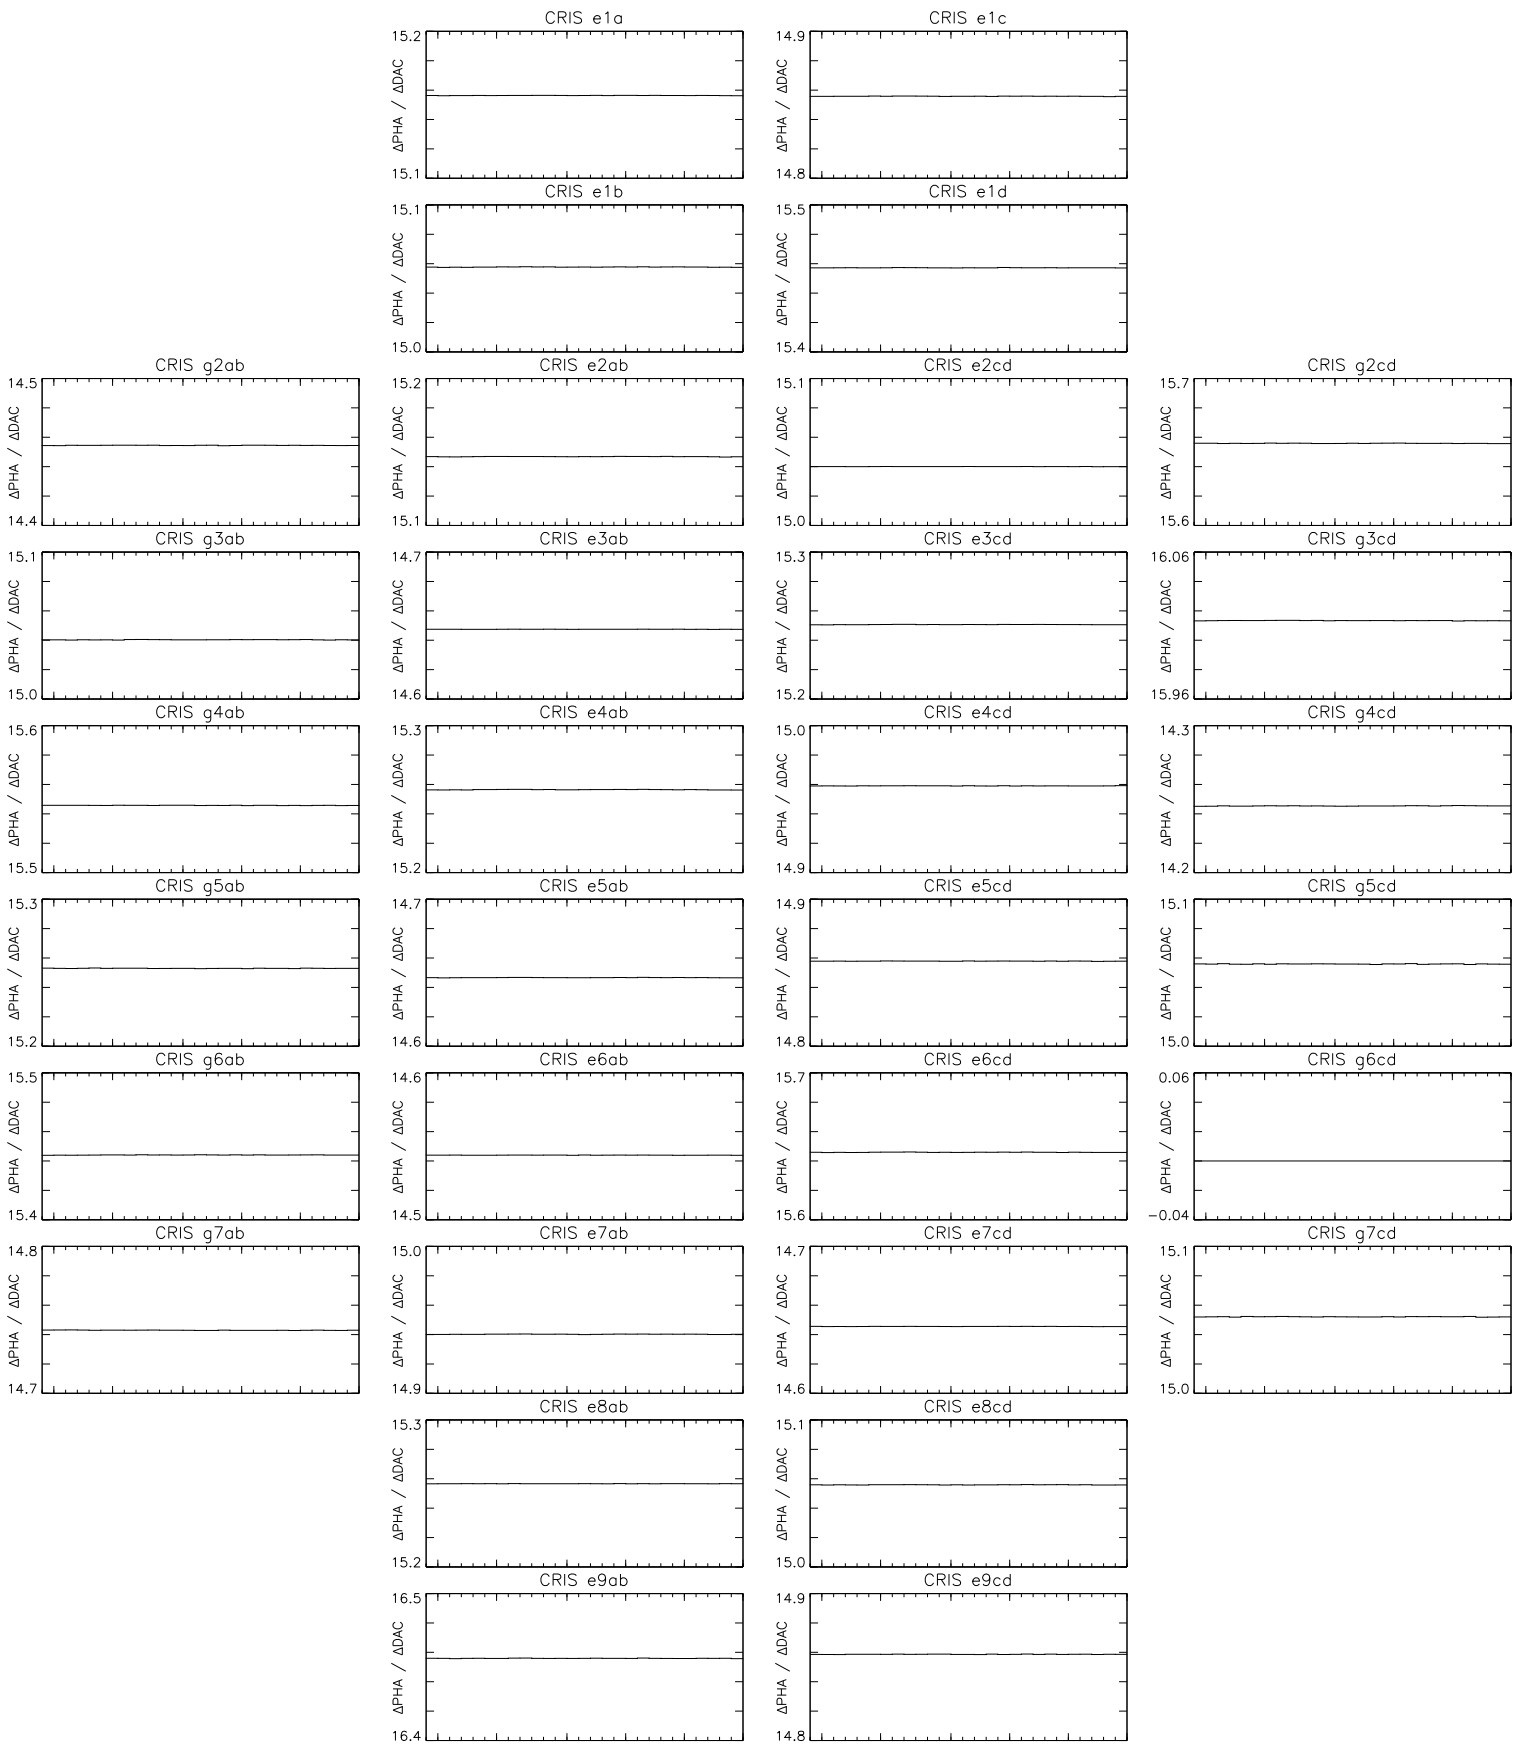 CRIS e1a
15.2
ΔPHA / ΔDAC
15.1
CRIS e1c
14.9
ΔPHA / ΔDAC
14.8
CRIS e1b
15.1
ΔPHA / ΔDAC
15.0
CRIS e1d
15.5
ΔPHA / ΔDAC
15.4
CRIS g2ab
14.5
ΔPHA / ΔDAC
14.4
CRIS e2ab
15.2
ΔPHA / ΔDAC
15.1
CRIS e2cd
15.1
ΔPHA / ΔDAC
15.0
CRIS g2cd
15.7
ΔPHA / ΔDAC
15.6
CRIS g3ab
15.1
ΔPHA / ΔDAC
15.0
CRIS e3ab
14.7
ΔPHA / ΔDAC
14.6
CRIS e3cd
15.3
ΔPHA / ΔDAC
15.2
CRIS g3cd
16.06
ΔPHA / ΔDAC
15.96
CRIS g4ab
15.6
ΔPHA / ΔDAC
15.5
CRIS e4ab
15.3
ΔPHA / ΔDAC
15.2
CRIS e4cd
15.0
ΔPHA / ΔDAC
14.9
CRIS g4cd
14.3
ΔPHA / ΔDAC
14.2
CRIS g5ab
15.3
ΔPHA / ΔDAC
15.2
CRIS e5ab
14.7
ΔPHA / ΔDAC
14.6
CRIS e5cd
14.9
ΔPHA / ΔDAC
14.8
CRIS g5cd
15.1
ΔPHA / ΔDAC
15.0
CRIS g6ab
15.5
ΔPHA / ΔDAC
15.4
CRIS e6ab
14.6
ΔPHA / ΔDAC
14.5
CRIS e6cd
15.7
ΔPHA / ΔDAC
15.6
CRIS g6cd
0.06
ΔPHA / ΔDAC
−0.04
CRIS g7ab
14.8
ΔPHA / ΔDAC
14.7
CRIS e7ab
15.0
ΔPHA / ΔDAC
14.9
CRIS e7cd
14.7
ΔPHA / ΔDAC
14.6
CRIS g7cd
15.1
ΔPHA / ΔDAC
15.0
CRIS e8ab
15.3
ΔPHA / ΔDAC
15.2
CRIS e8cd
15.1
ΔPHA / ΔDAC
15.0
CRIS e9ab
16.5
ΔPHA / ΔDAC
16.4
CRIS e9cd
14.9
ΔPHA / ΔDAC
14.8